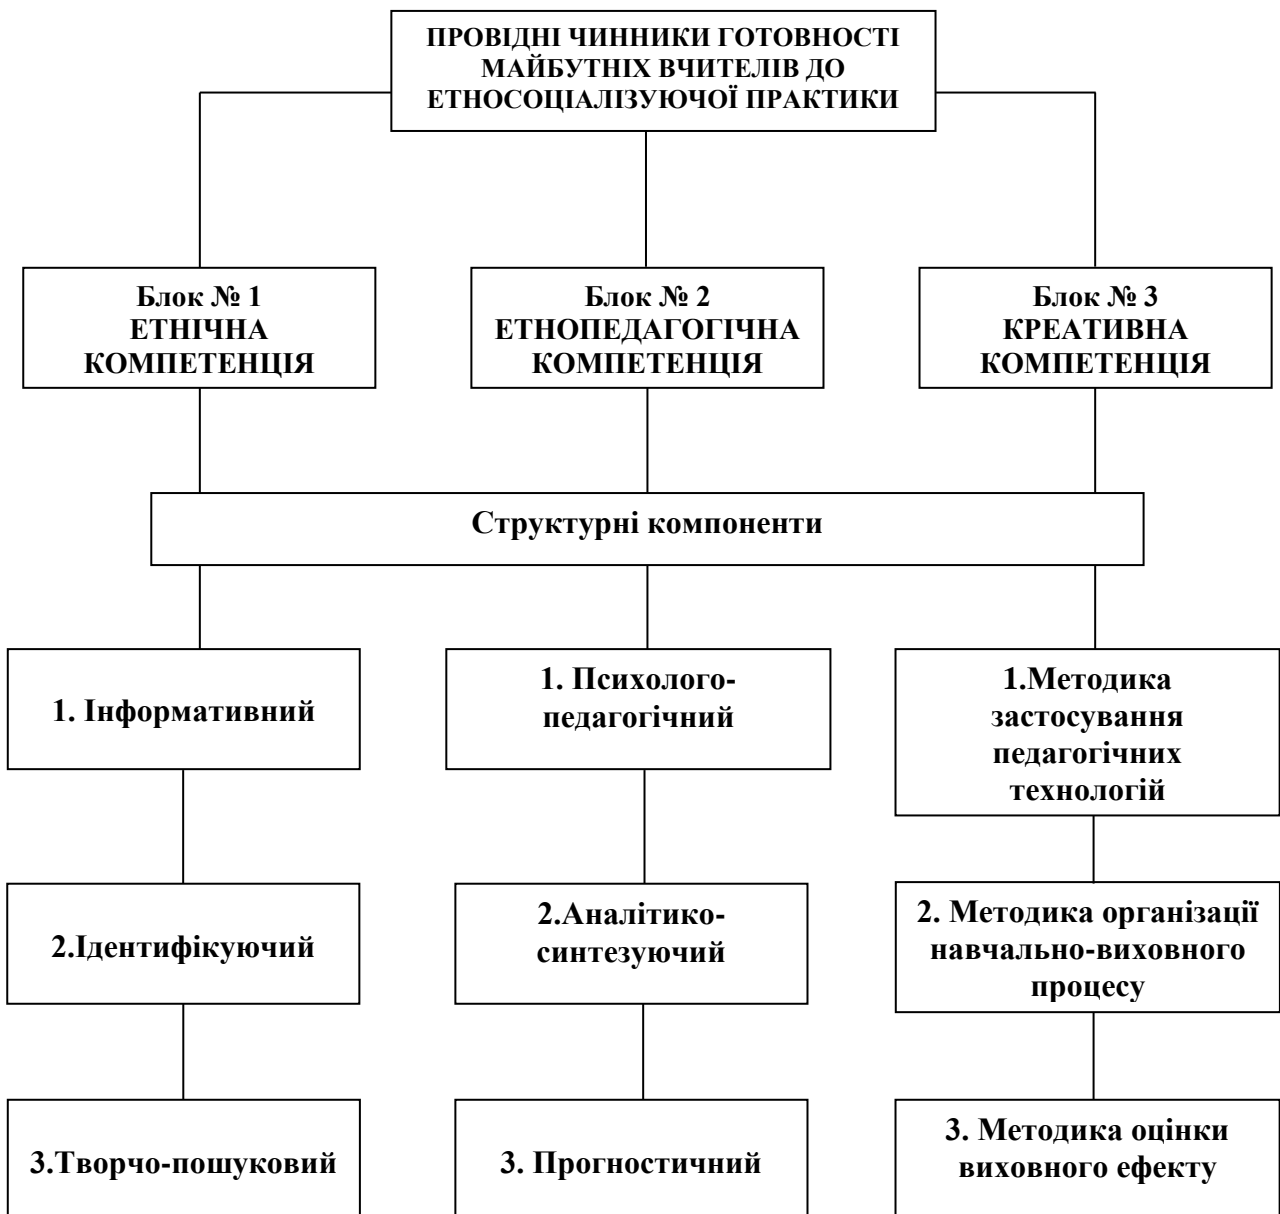 ПРОВІДНІ ЧИННИКИ ГОТОВНОСТІ
МАЙБУТНІХ ВЧИТЕЛІВ ДО
ЕТНОСОЦІАЛІЗУЮЧОЇ ПРАКТИКИ
Блок № 1
ЕТНІЧНА
КОМПЕТЕНЦІЯ
Блок № 2
ЕТНОПЕДАГОГІЧНА
КОМПЕТЕНЦІЯ
Блок № 3
КРЕАТИВНА
КОМПЕТЕНЦІЯ
Структурні компоненти
1. Інформативний
1. Психолого-
педагогічний
1.Методика
застосування
педагогічних
технологій
2.Ідентифікуючий
2.Аналітико-
синтезуючий
2. Методика організації
навчально-виховного
процесу
3.Творчо-пошуковий
3. Прогностичний
3. Методика оцінки
виховного ефекту